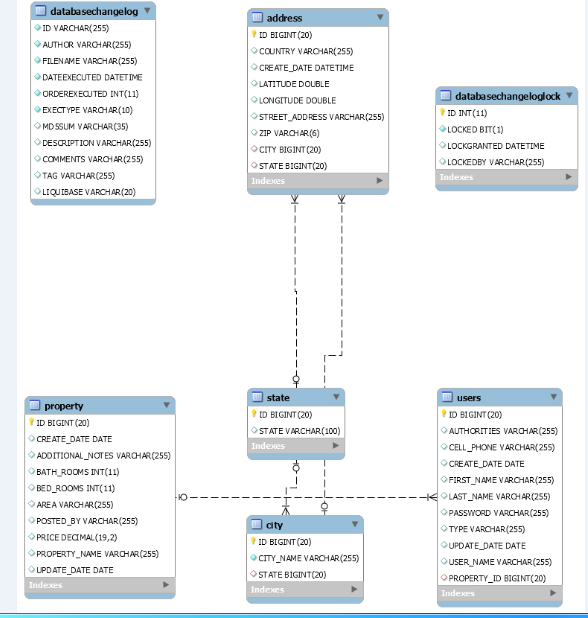 databasechangelog
ID VARCHAR(255)
AUTHOR VARCHAR(255)
FILENAME VARCHAR(255)
DATEEXECUTED DATETIME
ORDEREXECUTED INT(11)
EXECTYPE VARCHAR(10)
MD5SUM VARCHAR(35)
DESCRIPTION VARCHAR(255)
COMMENTS VARCHAR(255)
TAG VARCHAR(255)
LIQUIBASE VARCHAR(20)
address
ID BIGINT(20)
COUNTRY VARCHAR(255)
CREATE_DATE DATETIME
LATITUDE DOUBLE
LONGITUDE DOUBLE
STREET_ADDRESS VARCHAR(255)
ZIP VARCHAR(6)
CITY BIGINT(20)
STATE BIGINT(20)
Indexes
databasechangeloglock
ID INT(11)
LOCKED BIT(1)
LOCKGRANTED DATETIME
LOCKEDBY VARCHAR(255)
Indexes
property
ID BIGINT(20)
CREATE_DATE DATE
ADDITIONAL_NOTES VARCHAR(255)
BATH_ROOMS INT(11)
BED_ROOMS INT(11)
AREA VARCHAR(255)
POSTED_BY VARCHAR(255)
PRICE DECIMAL(19,2)
PROPERTY_NAME VARCHAR(255)
UPDATE_DATE DATE
Indexes
state
ID BIGINT(20)
STATE VARCHAR(100)
Indexes
city
ID BIGINT(20)
CITY_NAME VARCHAR(255)
STATE BIGINT(20)
Indexes
users
ID BIGINT(20)
AUTHORITIES VARCHAR(255)
CELL_PHONE VARCHAR(255)
CREATE_DATE DATE
FIRST_NAME VARCHAR(255)
LAST_NAME VARCHAR(255)
PASSWORD VARCHAR(255)
TYPE VARCHAR(255)
UPDATE_DATE DATE
USER_NAME VARCHAR(255)
PROPERTY_ID BIGINT(20)
Indexes